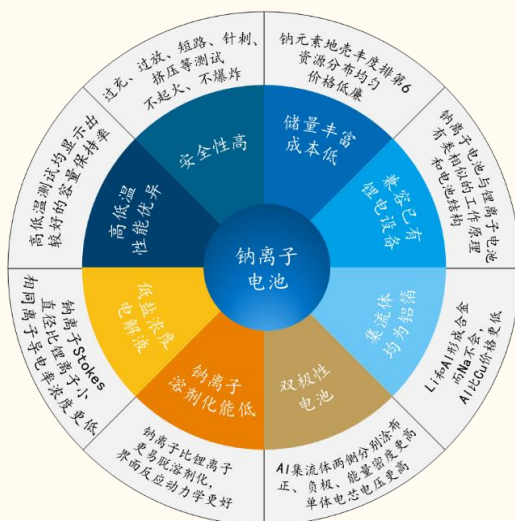 钠离子
电池
储量丰富
成本低
钠元素地壳丰度排第6
资源分布均匀
价格低廉
兼容已有
锂电设备
钠离子电池与锂离子电池
有类相似的工作原理
和电池结构
集流体
均为铝箔
Li和Al形成合金
而Na不会,
Al比Cu价格更低
双极性
电池
Al集流体两侧分别涂布
正、负极, 能量密度更高
单体电芯电压更高
钠离子
溶剂化能低
钠离子比锂离子
更易脱溶剂化,
界面反应动力学更好
低盐浓度
电解液
钠离子Stokes
直径比锂离子小
相同离子导电率浓度更低
高低温
性能优异
高低温测试均显示出
较好的容量保持率
安全性高
过充、过放、短路、针刺、
挤压等测试
不起火、不爆炸